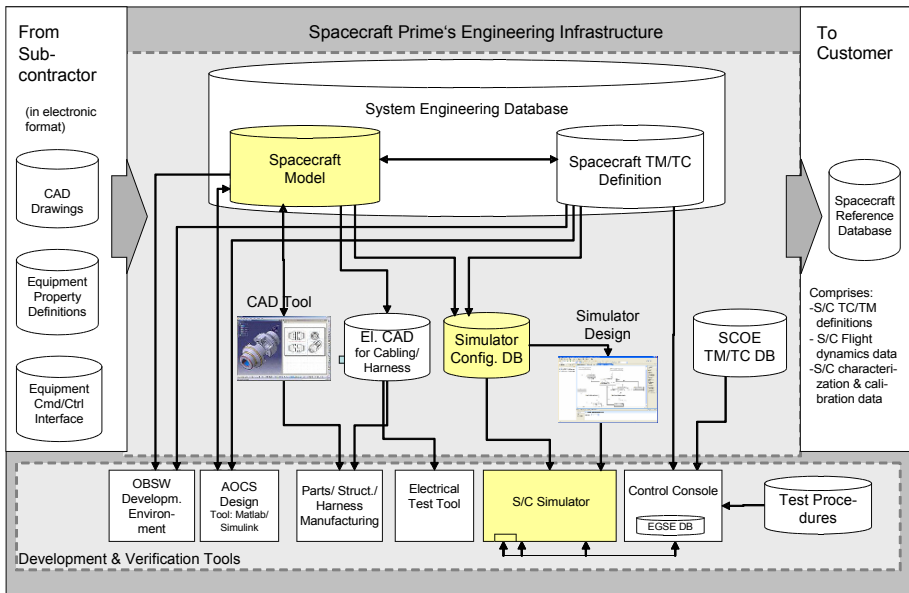 From
Sub-
contractor
(in electronic
format)
CAD
Drawings
Equipment
Property
Definitions
Equipment
Cmd/Ctrl
Interface
Spacecraft Prime's Engineering Infrastructure
System Engineering Database
Spacecraft
Model
Spacecraft TM/TC
Definition
CAD Tool
El. CAD
for Cabling/
Harness
Simulator
Config. DB
Simulator
Design
SCOE
TM/TC DB
To
Customer
Spacecraft
Reference
Database
Comprises:
-S/C TC/TM
definitions
- S/C Flight
dynamics data
-S/C characteri-
zation & cali-
bration data
OBSW
Developm.
Environ-
ment
AOCS
Design
Tool: Matlab/
Simulink
Parts/ Struct./
Harness
Manufacturing
Electrical
Test Tool
S/C Simulator
Control Console
EGSE DB
Test Proce-
dures
Development & Verification Tools